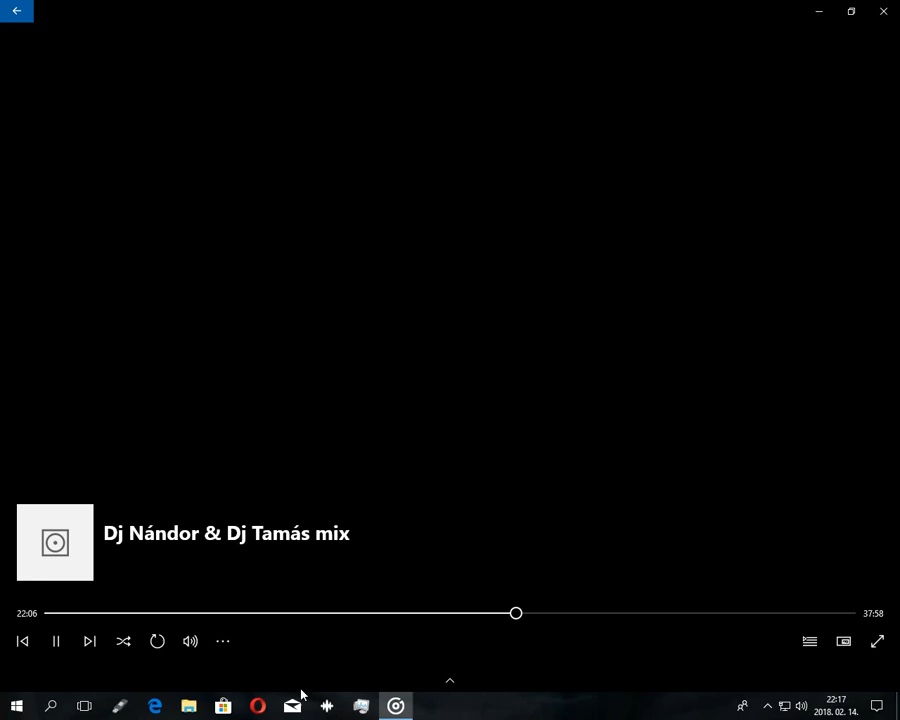 Dj Nándor & Dj Tamás mix
22:06
37:58
22:17
2018. 02. 14.